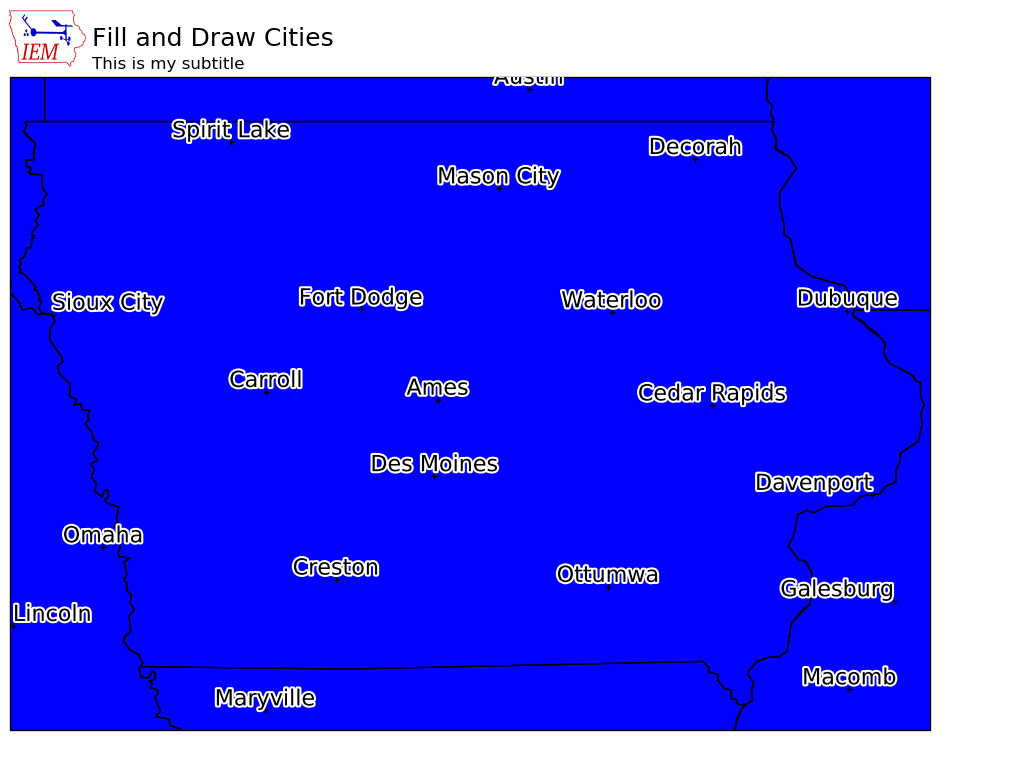 IEM
Fill and Draw Cities
This is my subtitle
Austin
Spirit Lake
Decorah
Mason City
Sioux City
Fort Dodge
Waterloo
Dubuque
Carroll
Ames
Cedar Rapids
Des Moines
Davenport
Omaha
Creston
Ottumwa
Galesburg
Lincoln
Macomb
Maryville